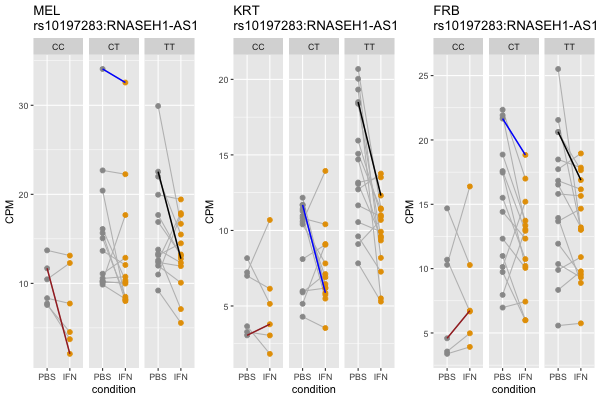 MEL
rs10197283:RNASEH1-AS1
CC CT TT
30
20
10
CPM
PBS IFN PBS IFN PBS IFN
condition
KRT
rs10197283:RNASEH1-AS1
CC CT TT
20
15
10
5
CPM
PBS IFN PBS IFN PBS IFN
condition
FRB
rs10197283:RNASEH1-AS1
CC CT TT
25
20
15
10
5
CPM
PBS IFN PBS IFN PBS IFN
condition